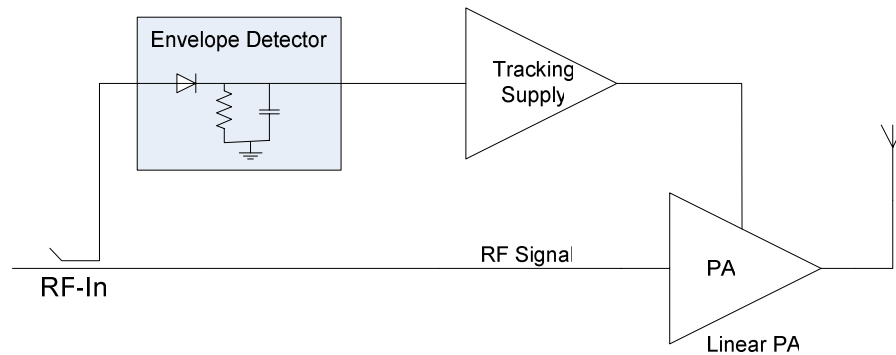 Envelope Detector
Tracking
Supply
RF Signal
RF-In
PA
Linear PA